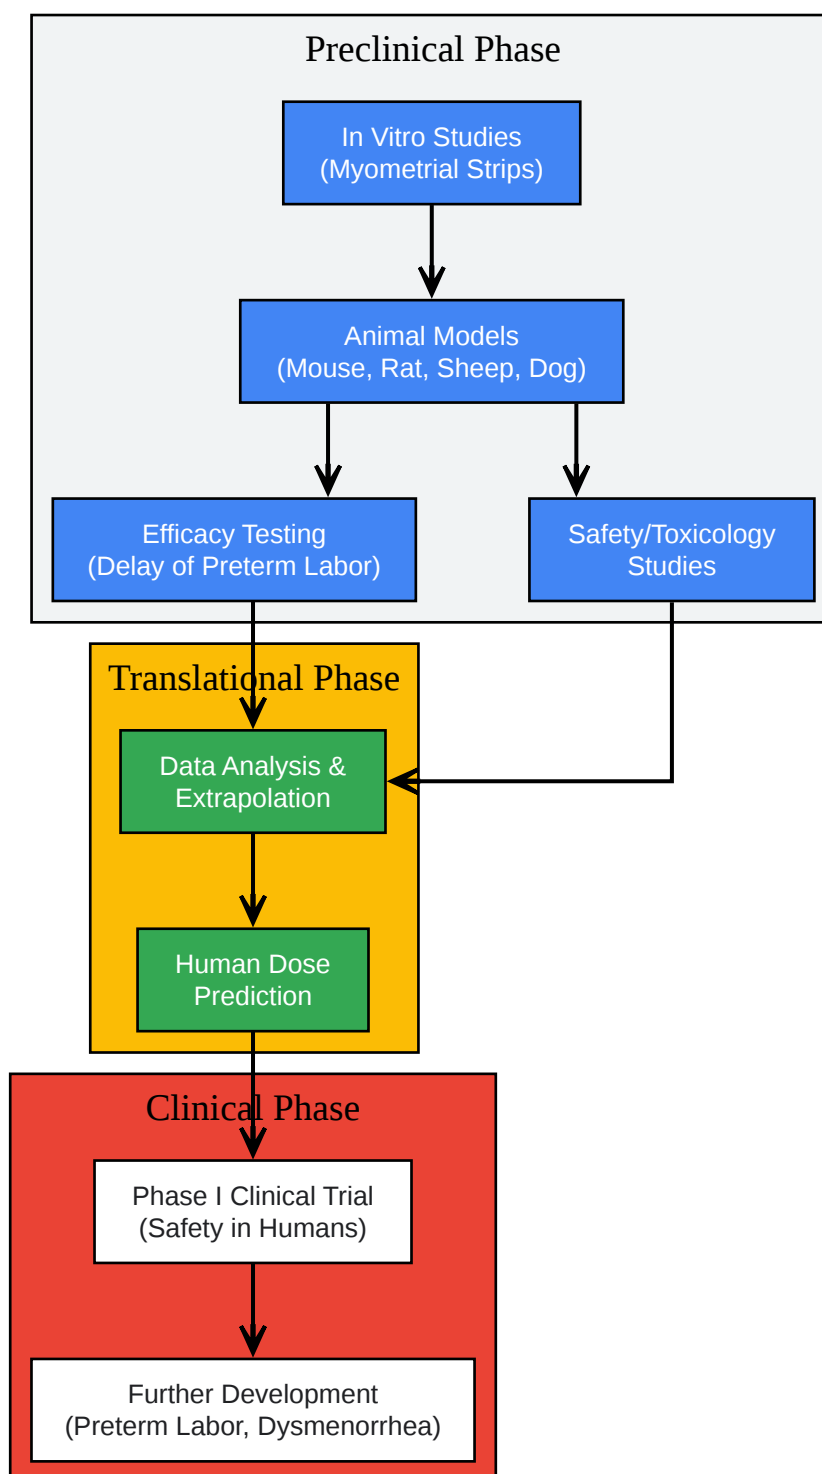 Preclinical Phase
In Vitro Studies
(Myometrial Strips)
Animal Models
(Mouse, Rat, Sheep, Dog)
Efficacy Testing
(Delay of Preterm Labor)
Safety/Toxicology
Studies
Translational Phase
Data Analysis &
Extrapolation
Human Dose
Prediction
Clinical Phase
Phase I Clinical Trial
(Safety in Humans)
Further Development
(Preterm Labor, Dysmenorrhea)